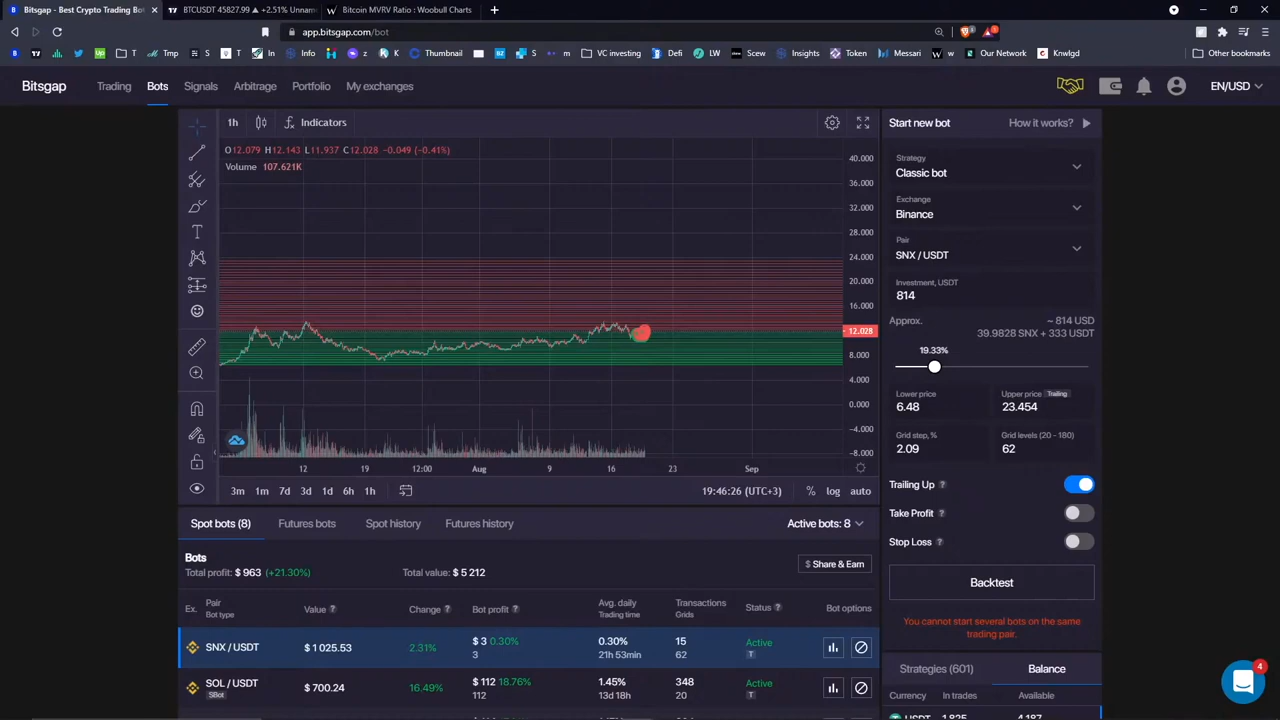 Bitsgap - Best Crypto Trading Bo
BTCUSDT 45827.99 ▲ +2.51% Unnam
Bitcoin MVRV Ratio : Woobull Charts
app.bitsgap.com/bot
T
Tmp
S
T
In
Info
K
Thumbnail
S
m
VC investing
Defi
LW
Scew
Insights
Token
Messari
w
Our Network
Knwlgd
Other bookmarks
Bitsgap
Trading
Bots
Signals
Arbitrage
Portfolio
My exchanges
EN/USD
1h
Indicators
O12.079 H12.143 L11.937 C12.028 -0.049 (-0.41%)
Volume 107.621K
40.000
36.000
32.000
28.000
24.000
20.000
16.000
12.028
8.000
4.000
0.000
-4.000
-8.000
12
19
12:00
Aug
9
16
23
Sep
3m 1m 7d 3d 1d 6h 1h
19:46:26 (UTC+3)
% log auto
Start new bot
How it works?
Strategy
Classic bot
Exchange
Binance
Pair
SNX / USDT
Investment, USDT
814
Approx. ~ 814 USD
39.9828 SNX + 333 USDT
19.33%
Lower price
6.48
Upper price Trailing
23.454
Grid step, %
2.09
Grid levels (20 - 180)
62
Trailing Up ?
Take Profit ?
Stop Loss ?
Backtest
You cannot start several bots on the same
trading pair.
Strategies (601)
Balance
Currency In trades Available
USDT 1,825 4,187
Spot bots (8)
Futures bots
Spot history
Futures history
Active bots: 8
Bots
Total profit: $ 963 (+21.30%)
Total value: $ 5 212
$ Share & Earn
Ex.
Pair
Bot type
Value ?
Change ?
Bot profit ?
Avg. daily
Trading time
Transactions
Grids
Status ?
Bot options
SNX / USDT
$ 1 025.53
2.31%
$ 3 0.30%
3
0.30%
21h 53min
15
62
Active
T
SOL / USDT
SBot
$ 700.24
16.49%
$ 112 18.76%
112
1.45%
13d 18h
348
20
Active
T
4